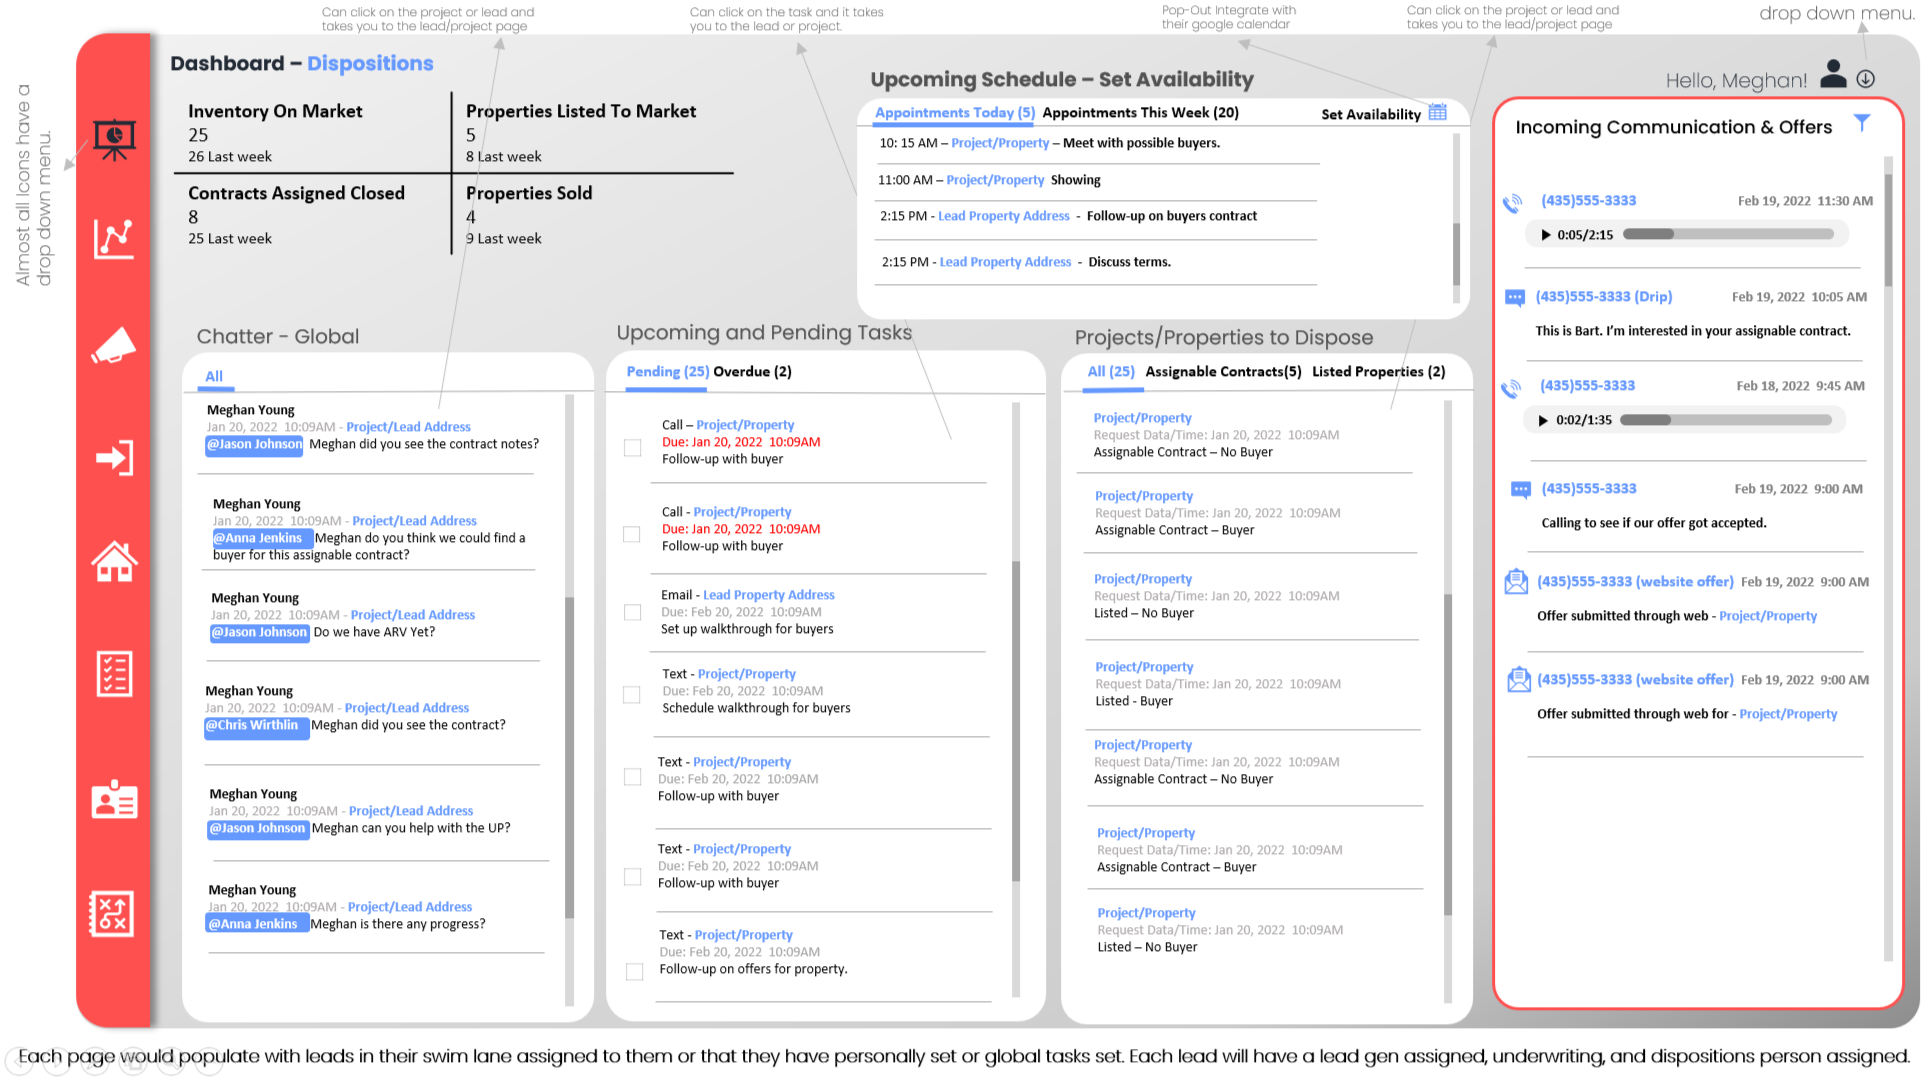 Can click on the project or lead and
takes you to the lead/project page
Can click on the task and it takes
you to the lead or project.
Pop-Out Integrate with
their google calendar
Can click on the project or lead and
takes you to the lead/project page
drop down menu.
Almost all Icons have a
drop down menu.
Dashboard – Dispositions
Inventory On Market
25
26 Last week
Properties Listed To Market
5
8 Last week
Contracts Assigned Closed
8
25 Last week
Properties Sold
4
9 Last week
Upcoming Schedule – Set Availability
Appointments Today (5) Appointments This Week (20) Set Availability
10: 15 AM – Project/Property – Meet with possible buyers.
11:00 AM – Project/Property Showing
2:15 PM - Lead Property Address - Follow-up on buyers contract
2:15 PM - Lead Property Address - Discuss terms.
Hello, Meghan!
Chatter - Global
All
Meghan Young
Jan 20, 2022 10:09AM - Project/Lead Address
@Jason Johnson Meghan did you see the contract notes?
Meghan Young
Jan 20, 2022 10:09AM - Project/Lead Address
@Anna Jenkins Meghan do you think we could find a
buyer for this assignable contract?
Meghan Young
Jan 20, 2022 10:09AM - Project/Lead Address
@Jason Johnson Do we have ARV Yet?
Meghan Young
Jan 20, 2022 10:09AM - Project/Lead Address
@Chris Wirthlin Meghan did you see the contract?
Meghan Young
Jan 20, 2022 10:09AM - Project/Lead Address
@Jason Johnson Meghan can you help with the UP?
Meghan Young
Jan 20, 2022 10:09AM - Project/Lead Address
@Anna Jenkins Meghan is there any progress?
Upcoming and Pending Tasks
Pending (25) Overdue (2)
Call – Project/Property
Due: Jan 20, 2022 10:09AM
Follow-up with buyer
Call - Project/Property
Due: Jan 20, 2022 10:09AM
Follow-up with buyer
Email - Lead Property Address
Due: Feb 20, 2022 10:09AM
Set up walkthrough for buyers
Text - Project/Property
Due: Feb 20, 2022 10:09AM
Schedule walkthrough for buyers
Text - Project/Property
Due: Feb 20, 2022 10:09AM
Follow-up with buyer
Text - Project/Property
Due: Feb 20, 2022 10:09AM
Follow-up with buyer
Text - Project/Property
Due: Feb 20, 2022 10:09AM
Follow-up on offers for property.
Projects/Properties to Dispose
All (25) Assignable Contracts(5) Listed Properties (2)
Project/Property
Request Data/Time: Jan 20, 2022 10:09AM
Assignable Contract – No Buyer
Project/Property
Request Data/Time: Jan 20, 2022 10:09AM
Assignable Contract – Buyer
Project/Property
Request Data/Time: Jan 20, 2022 10:09AM
Listed – No Buyer
Project/Property
Request Data/Time: Jan 20, 2022 10:09AM
Listed - Buyer
Project/Property
Request Data/Time: Jan 20, 2022 10:09AM
Assignable Contract – No Buyer
Project/Property
Request Data/Time: Jan 20, 2022 10:09AM
Assignable Contract – Buyer
Project/Property
Request Data/Time: Jan 20, 2022 10:09AM
Listed – No Buyer
Incoming Communication & Offers
(435)555-3333 Feb 19, 2022 11:30 AM
0:05/2:15
(435)555-3333 (Drip) Feb 19, 2022 10:05 AM
This is Bart. I'm interested in your assignable contract.
(435)555-3333 Feb 18, 2022 9:45 AM
0:02/1:35
(435)555-3333 Feb 19, 2022 9:00 AM
Calling to see if our offer got accepted.
(435)555-3333 (website offer) Feb 19, 2022 9:00 AM
Offer submitted through web - Project/Property
(435)555-3333 (website offer) Feb 19, 2022 9:00 AM
Offer submitted through web for - Project/Property
Each page would populate with leads in their swim lane assigned to them or that they have personally set or global tasks set. Each lead will have a lead gen assigned, underwriting, and dispositions person assigned.